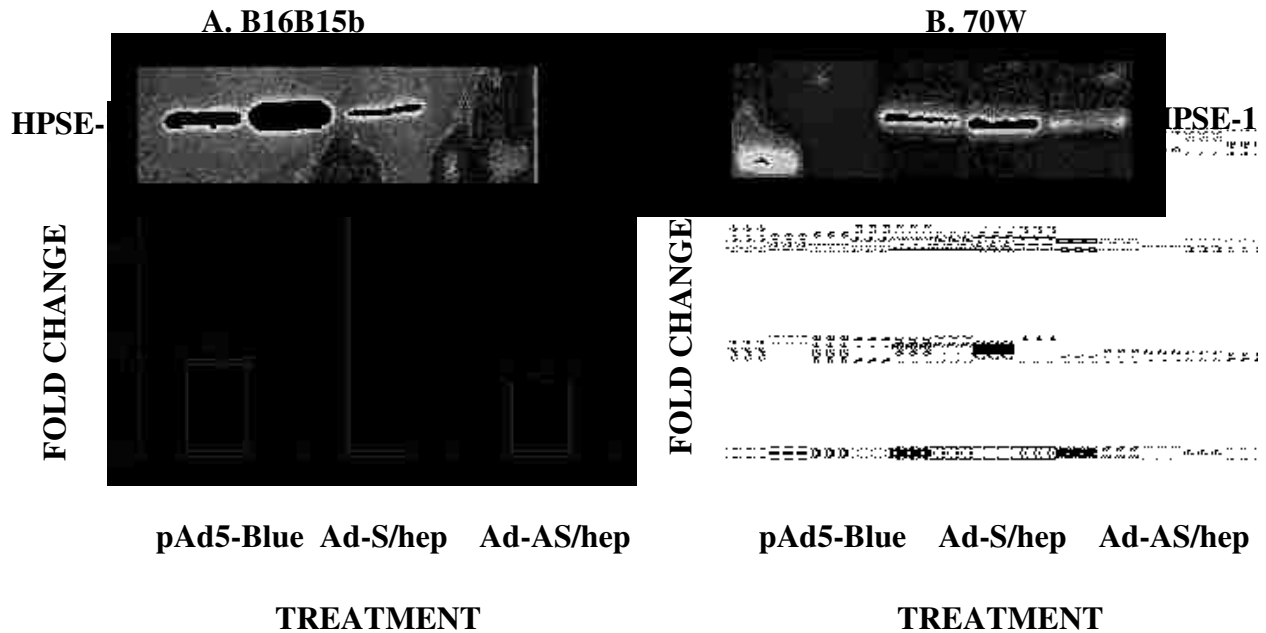 A. B16B15b
B. 70W
HPSE-
HPSE-1
FOLD CHANGE
FOLD CHANGE
pAd5-Blue Ad-S/hep Ad-AS/hep
pAd5-Blue Ad-S/hep Ad-AS/hep
TREATMENT
TREATMENT